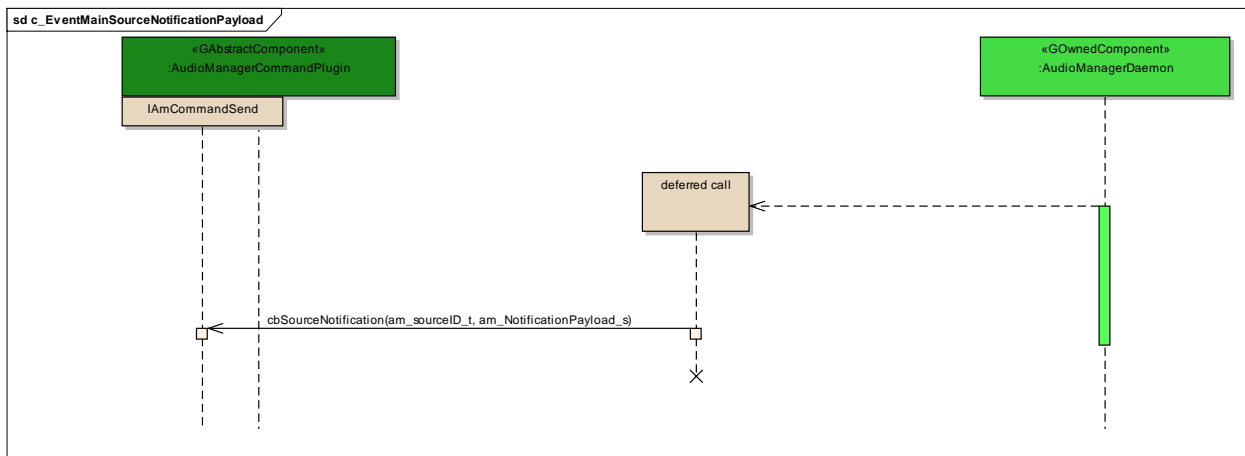 sd c_EventMainSourceNotificationPayload
«GAbstractComponent»
:AudioManagerCommandPlugin
«GOwnedComponent»
:AudioManagerDaemon
IAmCommandSend
deferred call
cbSourceNotification(am_sourceID_t, am_NotificationPayload_s)